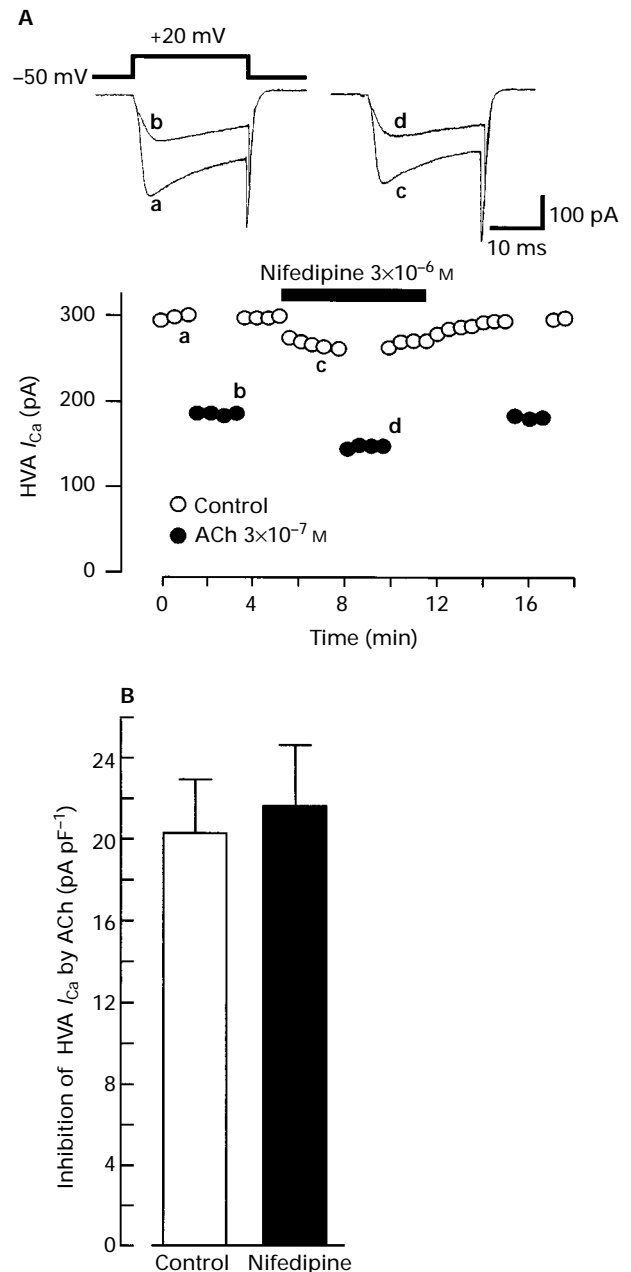 A
+20 mV
–50 mV
b
d
a
c
100 pA
10 ms
Nifedipine 3×10⁻⁶ M
HVA I_Ca (pA)
300
200
100
0
a
b
c
d
Control
ACh 3×10⁻⁷ M
0 4 8 12 16
Time (min)
B
Inhibition of HVA I_Ca by ACh (pA pF⁻¹)
24
20
16
12
8
4
0
Control Nifedipine